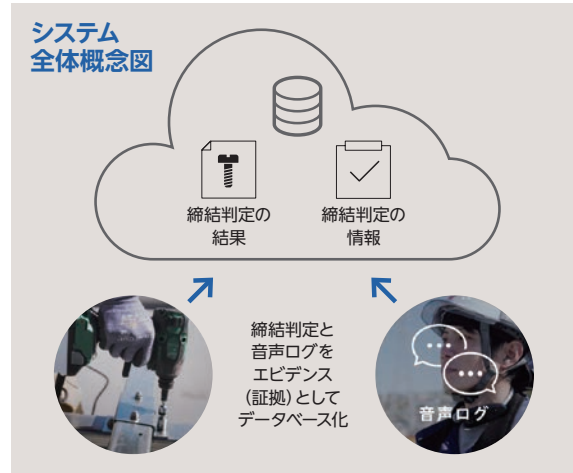 システム
全体概念図
締結判定の
結果
締結判定の
情報
締結判定と
音声ログを
エビデンス
(証拠)として
データベース化
音声ログ